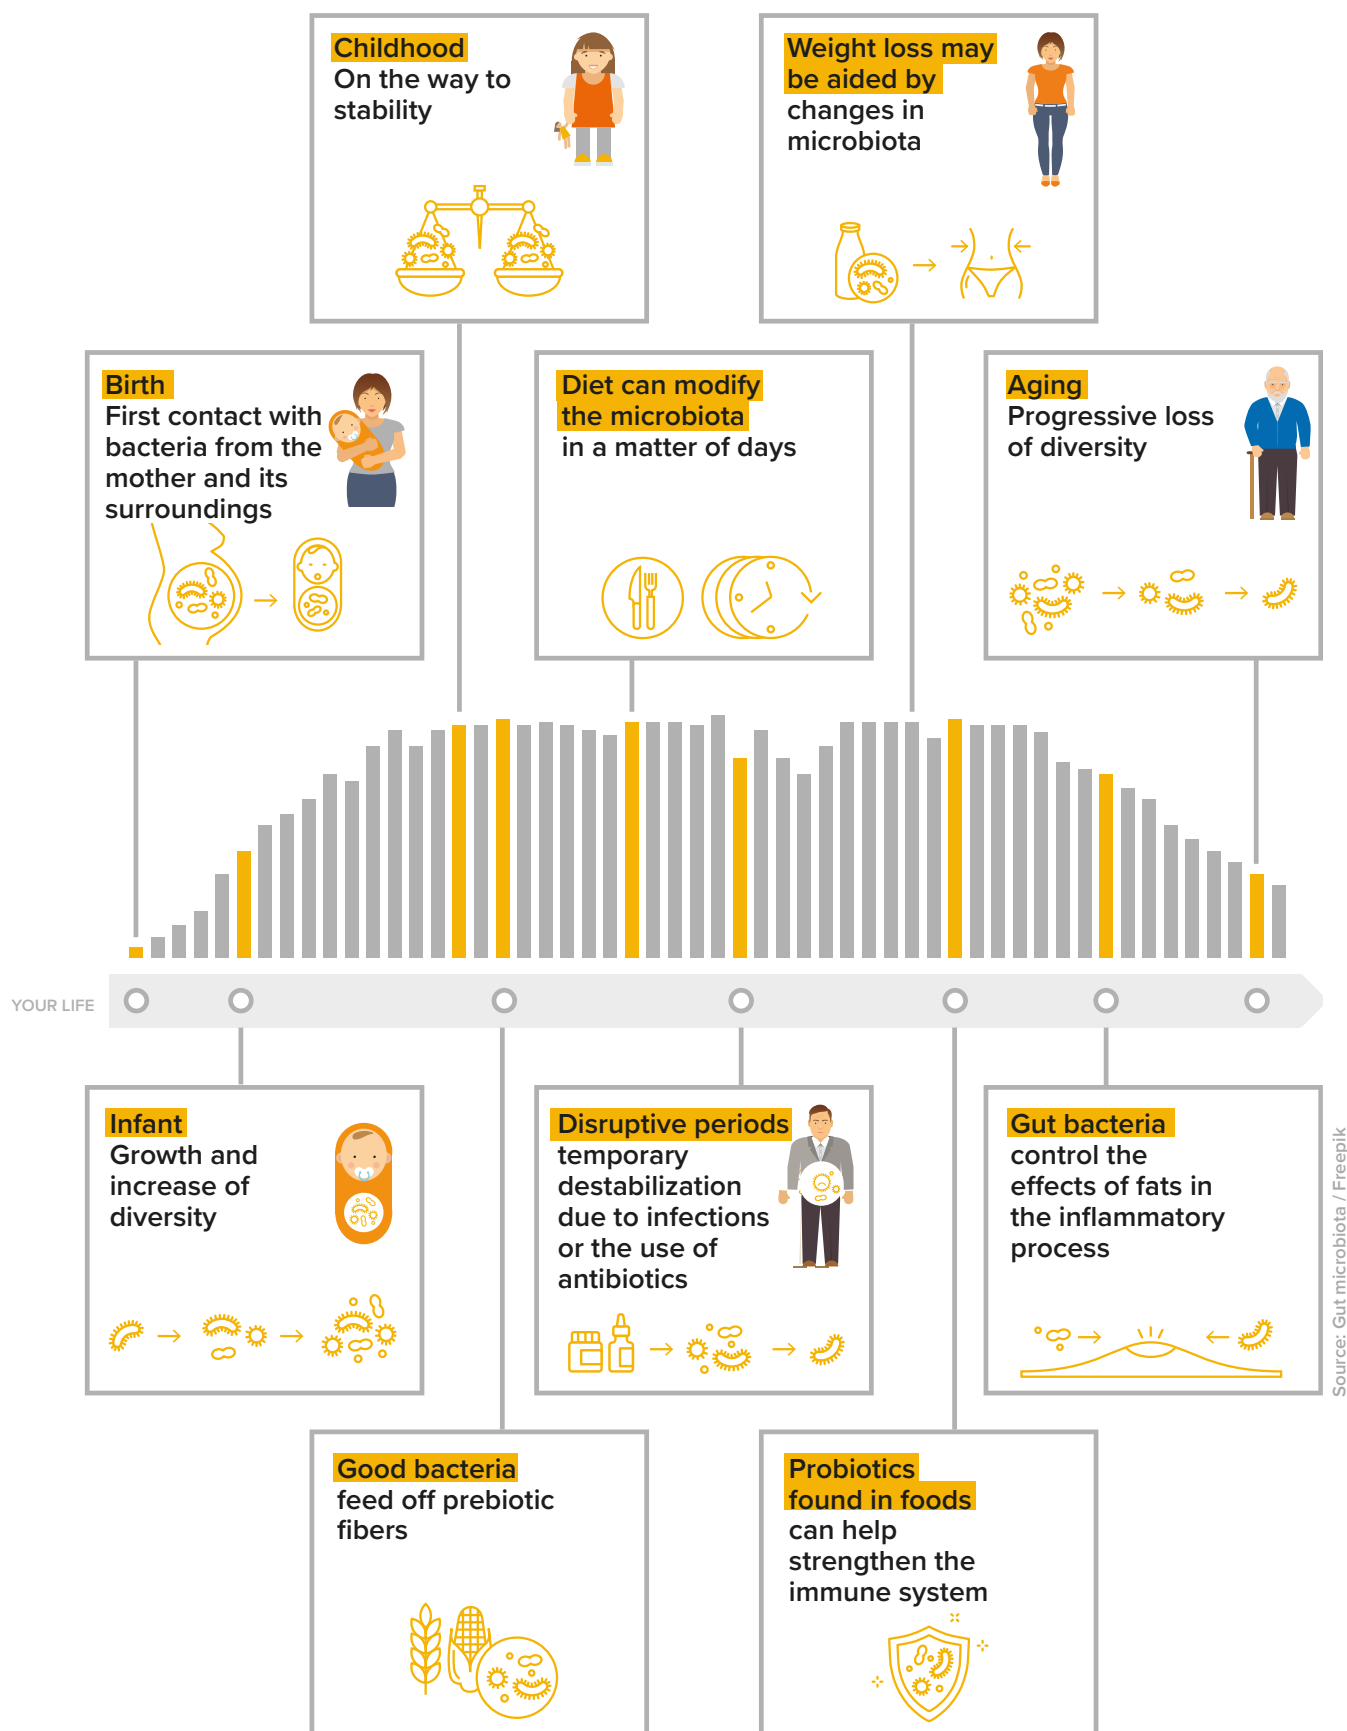 Childhood
On the way to
stability
Weight loss may
be aided by
changes in
microbiota
Birth
First contact with
bacteria from the
mother and its
surroundings
Diet can modify
the microbiota
in a matter of days
Aging
Progressive loss
of diversity
YOUR LIFE
Infant
Growth and
increase of
diversity
Disruptive periods
temporary
destabilization
due to infections
or the use of
antibiotics
Gut bacteria
control the
effects of fats in
the inflammatory
process
Good bacteria
feed off prebiotic
fibers
Probiotics
found in foods
can help
strengthen the
immune system
Source: Gut microbiota / Freepik